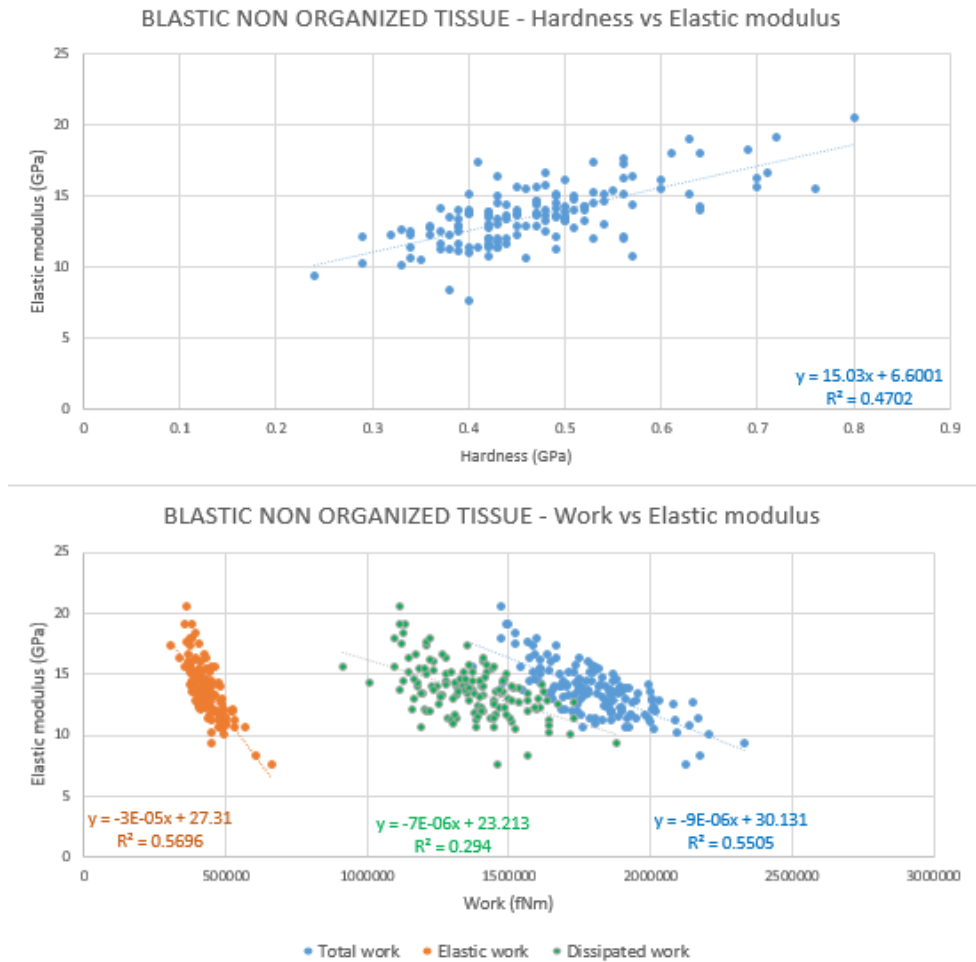 BLASTIC NON ORGANIZED TISSUE - Hardness vs Elastic modulus
25
20
15
10
5
0
Elastic modulus (GPa)
y = 15.03x + 6.6001
R² = 0.4702
0 0.1 0.2 0.3 0.4 0.5 0.6 0.7 0.8 0.9
Hardness (GPa)
BLASTIC NON ORGANIZED TISSUE - Work vs Elastic modulus
25
20
15
10
5
0
Elastic modulus (GPa)
y = -3E-05x + 27.31
R² = 0.5696
y = -7E-06x + 23.213
R² = 0.294
y = -9E-06x + 30.131
R² = 0.5505
0 500000 1000000 1500000 2000000 2500000 3000000
Work (fNm)
Total work Elastic work Dissipated work